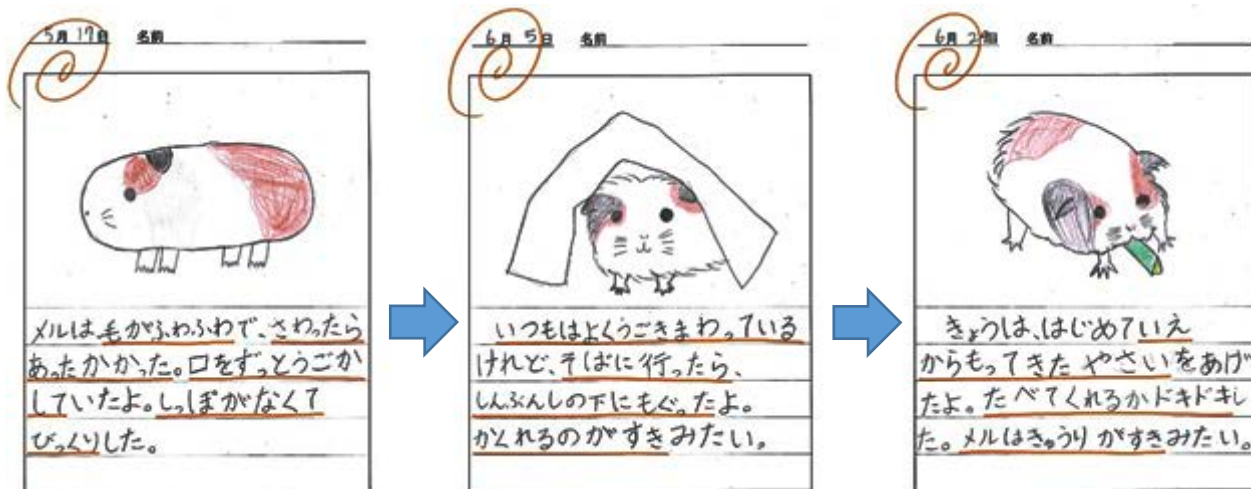 5月17日 名前
メルは毛がふわふわで、さわったら
あったかかった。口をずっとうごか
していたよ。しっぽがなくて
びっくりした。
6月5日 名前
いつもはよくうごきまわっている
けれど、そばに行ったら、
しんぶんしの下にもぐったよ。
かくれるのがすきみたい。
6月2 日 名前
きょうは、はじめていえ
からもってきたやさいをあげ
たよ。たべてくれるかドキドキし
た。メルはきゅうりがすきみたい。